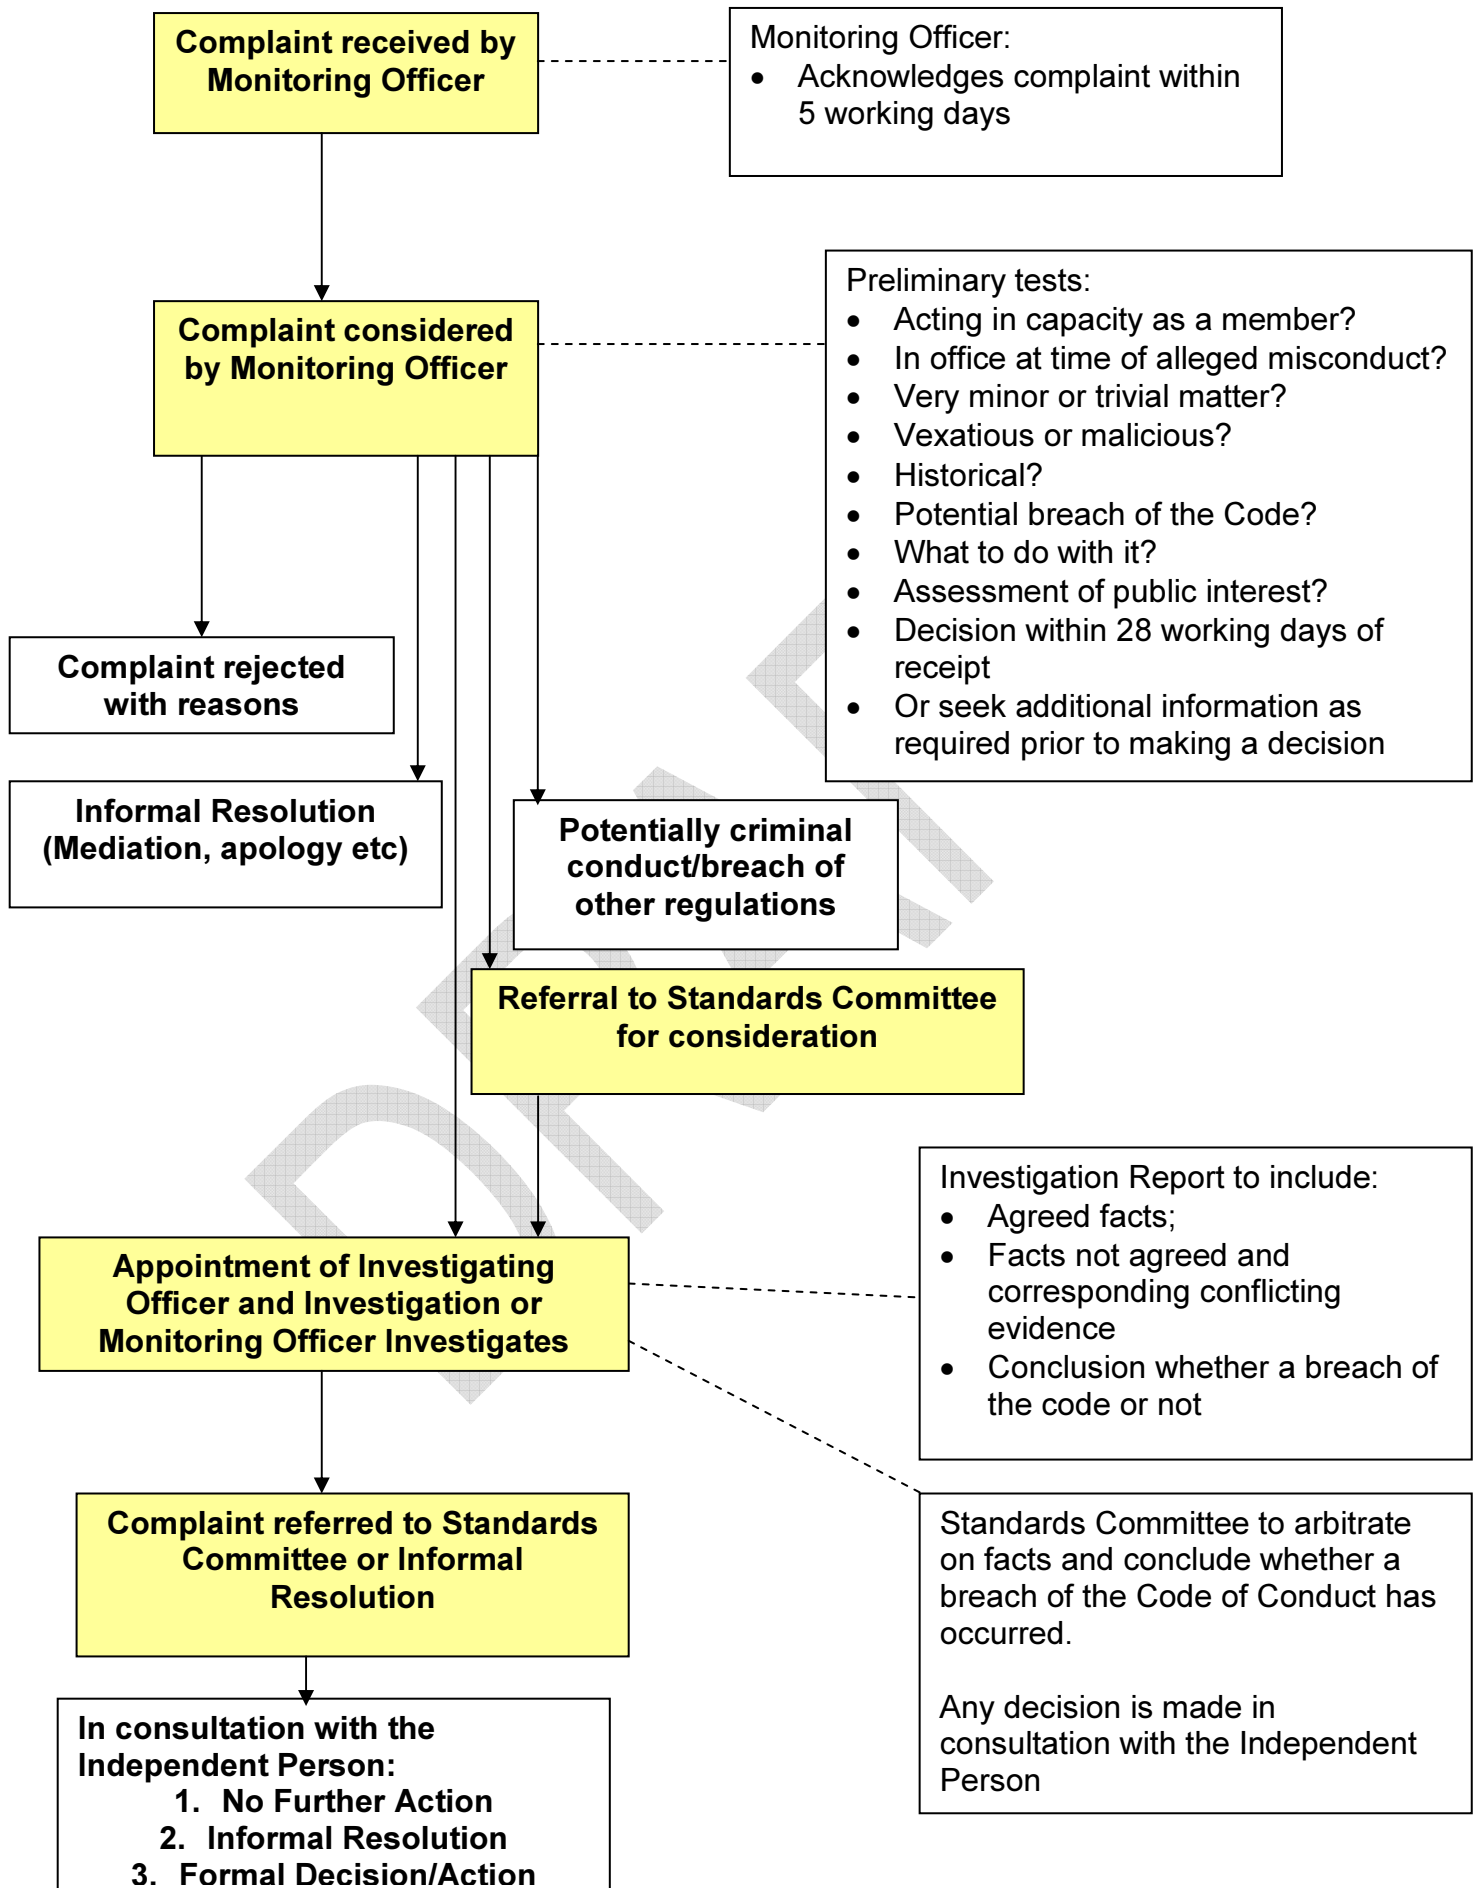 Complaint received by
Monitoring Officer
Monitoring Officer:
• Acknowledges complaint within
5 working days
Complaint considered
by Monitoring Officer
Preliminary tests:
• Acting in capacity as a member?
• In office at time of alleged misconduct?
• Very minor or trivial matter?
• Vexatious or malicious?
• Historical?
• Potential breach of the Code?
• What to do with it?
• Assessment of public interest?
• Decision within 28 working days of
receipt
• Or seek additional information as
required prior to making a decision
Complaint rejected
with reasons
Informal Resolution
(Mediation, apology etc)
Potentially criminal
conduct/breach of
other regulations
Referral to Standards Committee
for consideration
Appointment of Investigating
Officer and Investigation or
Monitoring Officer Investigates
Investigation Report to include:
• Agreed facts;
• Facts not agreed and
corresponding conflicting
evidence
• Conclusion whether a breach of
the code or not
Complaint referred to Standards
Committee or Informal
Resolution
Standards Committee to arbitrate
on facts and conclude whether a
breach of the Code of Conduct has
occurred.
Any decision is made in
consultation with the Independent
Person
In consultation with the
Independent Person:
1. No Further Action
2. Informal Resolution
3. Formal Decision/Action
DRAFT